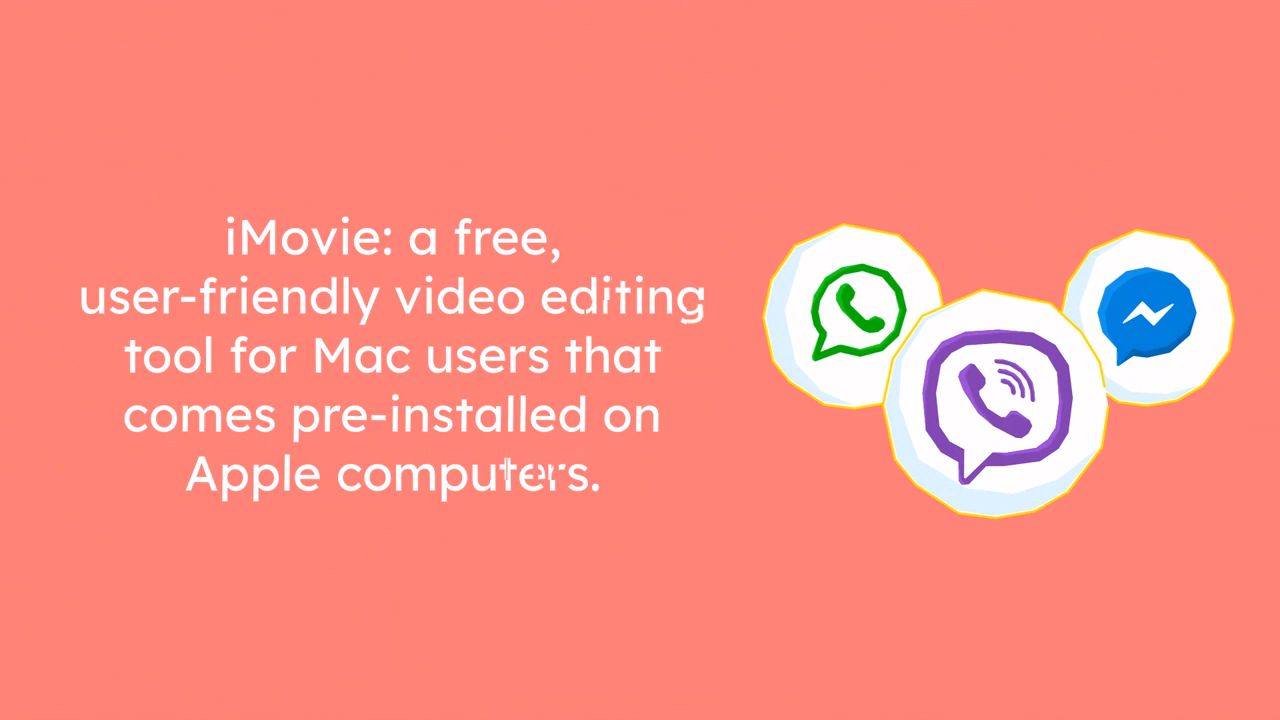 iMovie: a free,
user-friendly video editing
tool for Mac users that
comes pre-installed on
Apple computers.